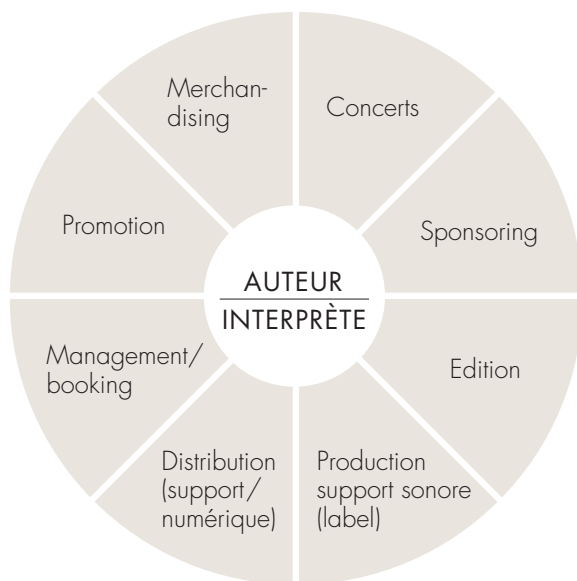 Merchan-
dising
Concerts
Promotion
Sponsoring
AUTEUR
INTERPRÈTE
Management/
booking
Edition
Distribution
(support/
numérique)
Production
support sonore
(label)